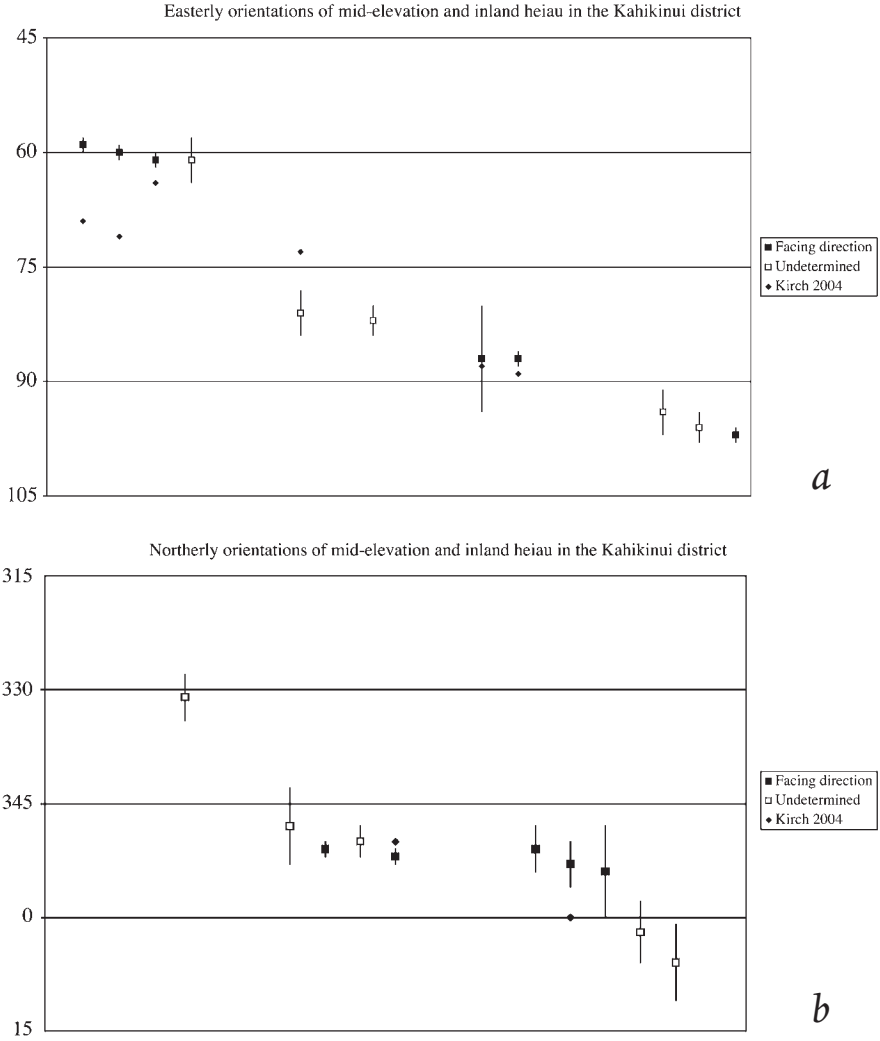 Easterly orientations of mid-elevation and inland heiau in the Kahikinui district
45
60
75
90
105
Facing direction
Undetermined
Kirch 2004
a
Northerly orientations of mid-elevation and inland heiau in the Kahikinui district
315
330
345
0
15
Facing direction
Undetermined
Kirch 2004
b